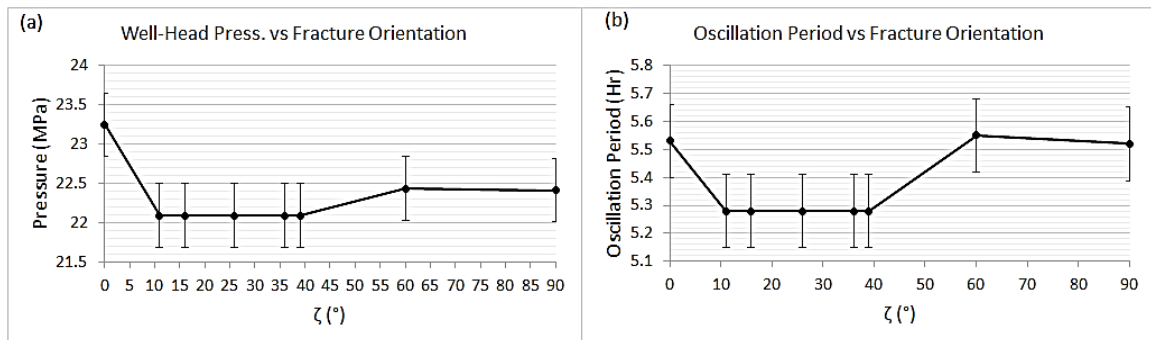 (a)
Well-Head Press. vs Fracture Orientation
Pressure (MPa)
24
23.5
23
22.5
22
21.5
0 5 10 15 20 25 30 35 40 45 50 55 60 65 70 75 80 85 90
ζ (°)
(b)
Oscillation Period vs Fracture Orientation
Oscillation Period (Hr)
5.8
5.7
5.6
5.5
5.4
5.3
5.2
5.1
0 10 20 30 40 50 60 70 80 90
ζ (°)